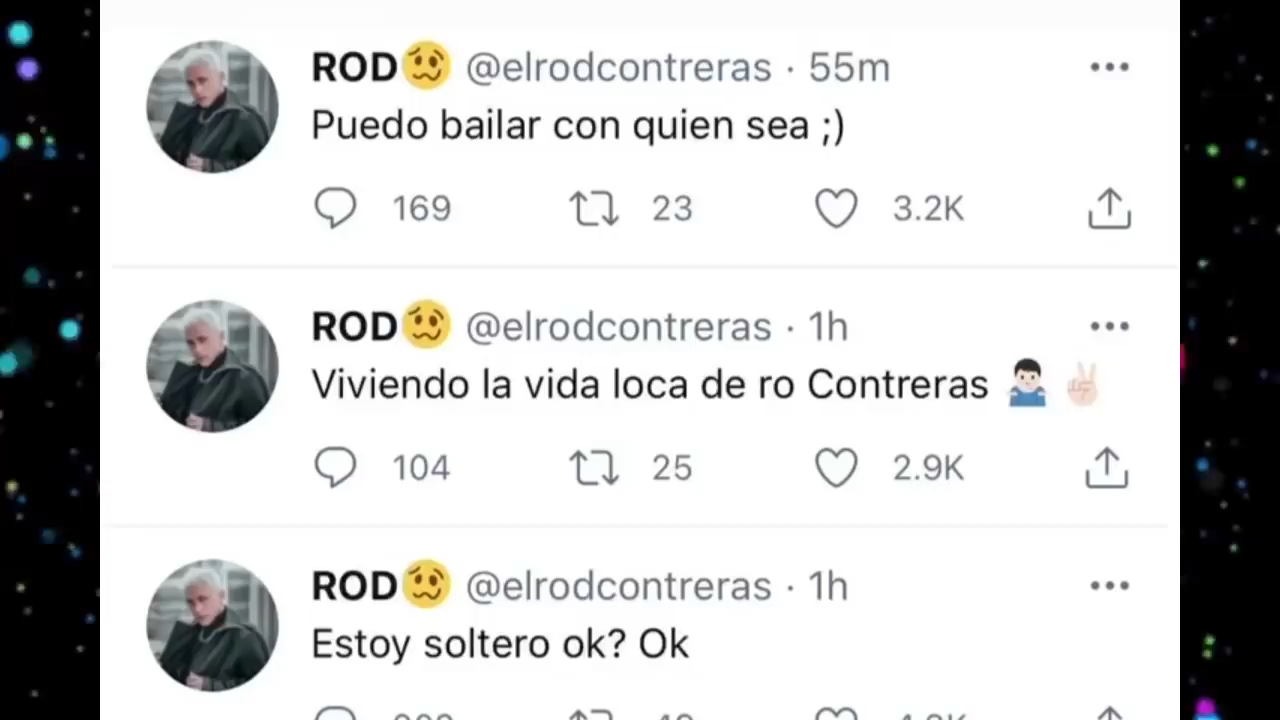 ROD🥴 @elrodcontreras · 55m
Puedo bailar con quien sea ;)
169 23 3.2K
ROD🥴 @elrodcontreras · 1h
Viviendo la vida loca de ro Contreras 🤷🏻‍♂️ ✌🏻
104 25 2.9K
ROD🥴 @elrodcontreras · 1h
Estoy soltero ok? Ok